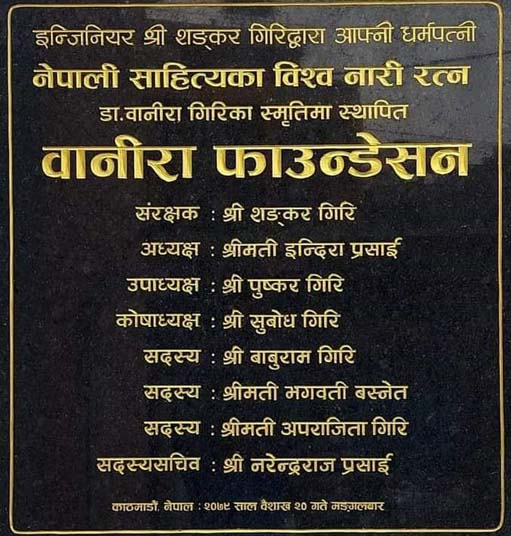 इन्जिनियर श्री शङ्कर गिरिद्वारा आफ्नी धर्मपत्नी
नेपाली साहित्यका विश्व नारी रत्न
डा.वानीरा गिरिका स्मृतिमा स्थापित
वानीरा फाउन्डेसन
संरक्षक : श्री शङ्कर गिरि
अध्यक्ष : श्रीमती इन्दिरा प्रसाई
उपाध्यक्ष : श्री पुष्कर गिरि
कोषाध्यक्ष : श्री सुबोध गिरि
सदस्य : श्री बाबुराम गिरि
सदस्य : श्रीमती भगवती बस्नेत
सदस्य : श्रीमती अपराजिता गिरि
सदस्यसचिव : श्री नरेन्द्रराज प्रसाई
काठमाडौं, नेपाल : २०७९ साल वैशाख २० गते मङ्गलबार